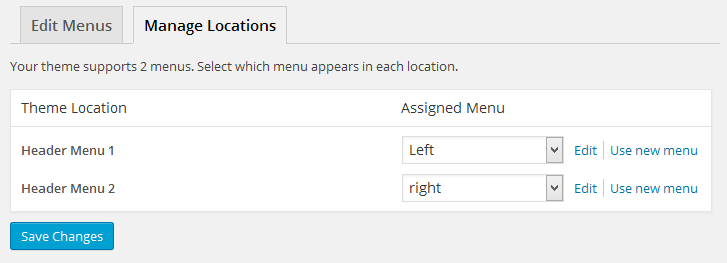 Edit Menus Manage Locations
Your theme supports 2 menus. Select which menu appears in each location.
Theme Location Assigned Menu
Header Menu 1 Left Edit Use new menu
Header Menu 2 right Edit Use new menu
Save Changes